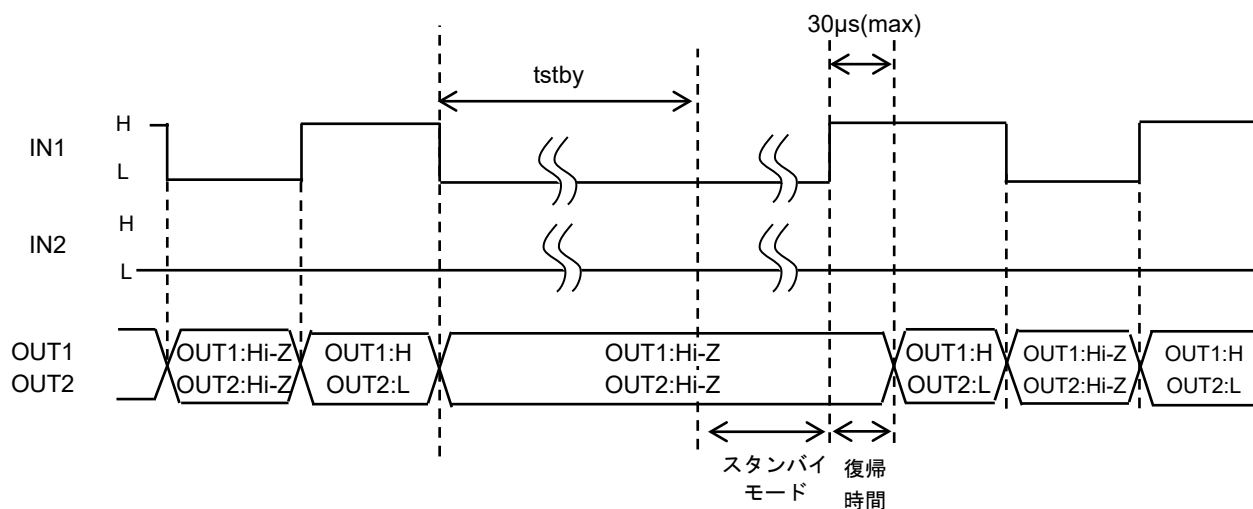 30µs(max)
tstby
H
IN1
L
H
IN2
L
OUT1 OUT1:Hi-Z OUT1:H OUT1:Hi-Z OUT1:H OUT1:Hi-Z OUT1:H
OUT2 OUT2:Hi-Z OUT2:L OUT2:Hi-Z OUT2:L OUT2:Hi-Z OUT2:L
スタンバイ
モード
復帰
時間